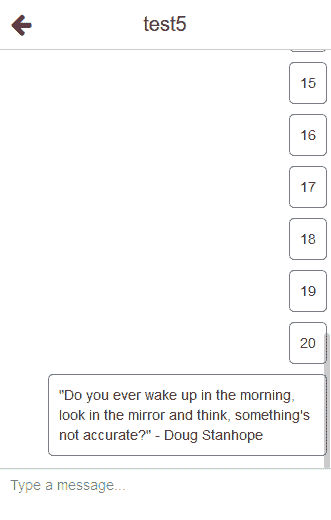 test5
15
16
17
18
19
20
"Do you ever wake up in the morning,
look in the mirror and think, something's
not accurate?" - Doug Stanhope
Type a message...